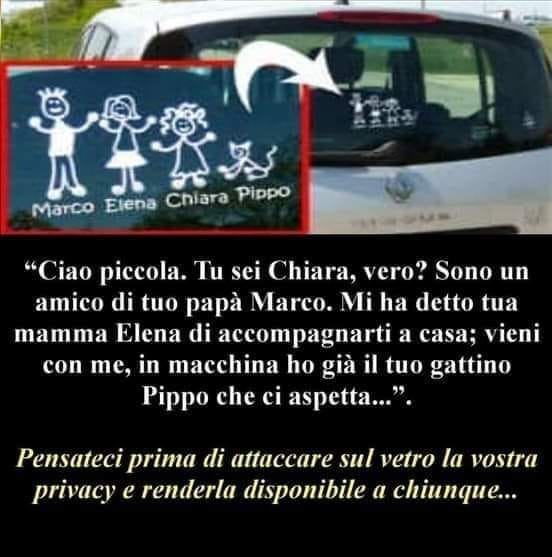 Marco Elena Chiara Pippo
“Ciao piccola. Tu sei Chiara, vero? Sono un
amico di tuo papà Marco. Mi ha detto tua
mamma Elena di accompagnarti a casa; vieni
con me, in macchina ho già il tuo gattino
Pippo che ci aspetta...”.
Pensateci prima di attaccare sul vetro la vostra
privacy e renderla disponibile a chiunque...